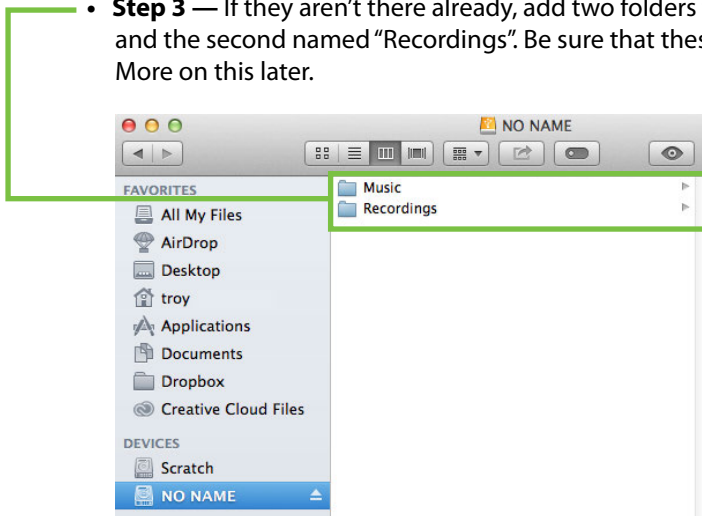 • Step 3 — If they aren't there already, add two folders
and the second named "Recordings". Be sure that
More on this later.
NO NAME
FAVORITES
All My Files
AirDrop
Desktop
troy
Applications
Documents
Dropbox
Creative Cloud Files
DEVICES
Scratch
NO NAME
Music
Recordings